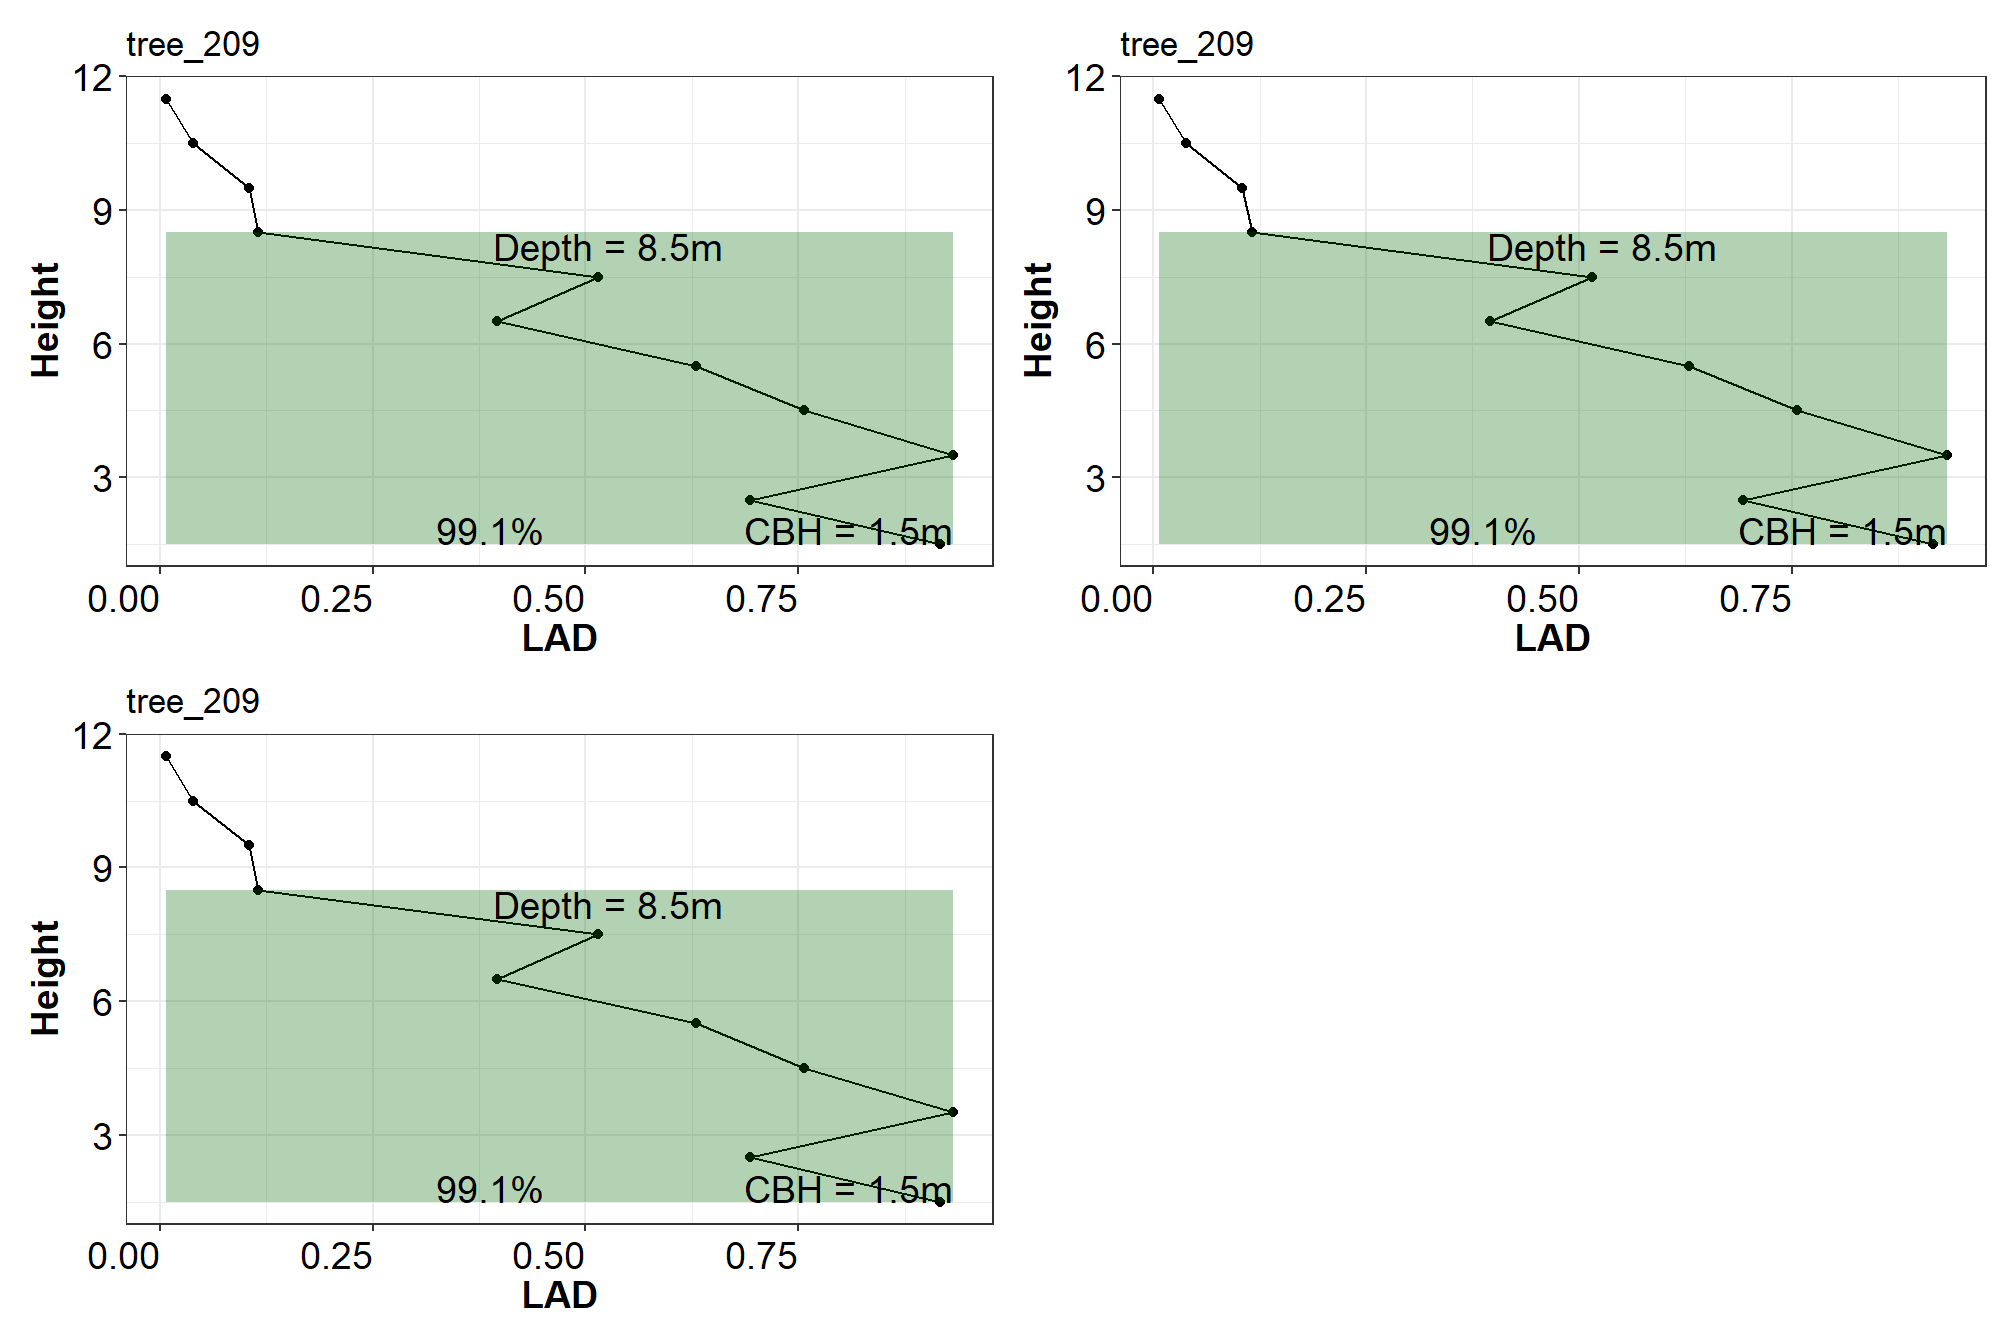 tree_209
12
9
6
3
Height
Depth = 8.5m
99.1%
CBH = 1.5m
0.00 0.25 0.50 0.75
LAD
tree_209
12
9
6
3
Height
Depth = 8.5m
99.1%
CBH = 1.5m
0.00 0.25 0.50 0.75
LAD
tree_209
12
9
6
3
Height
Depth = 8.5m
99.1%
CBH = 1.5m
0.00 0.25 0.50 0.75
LAD